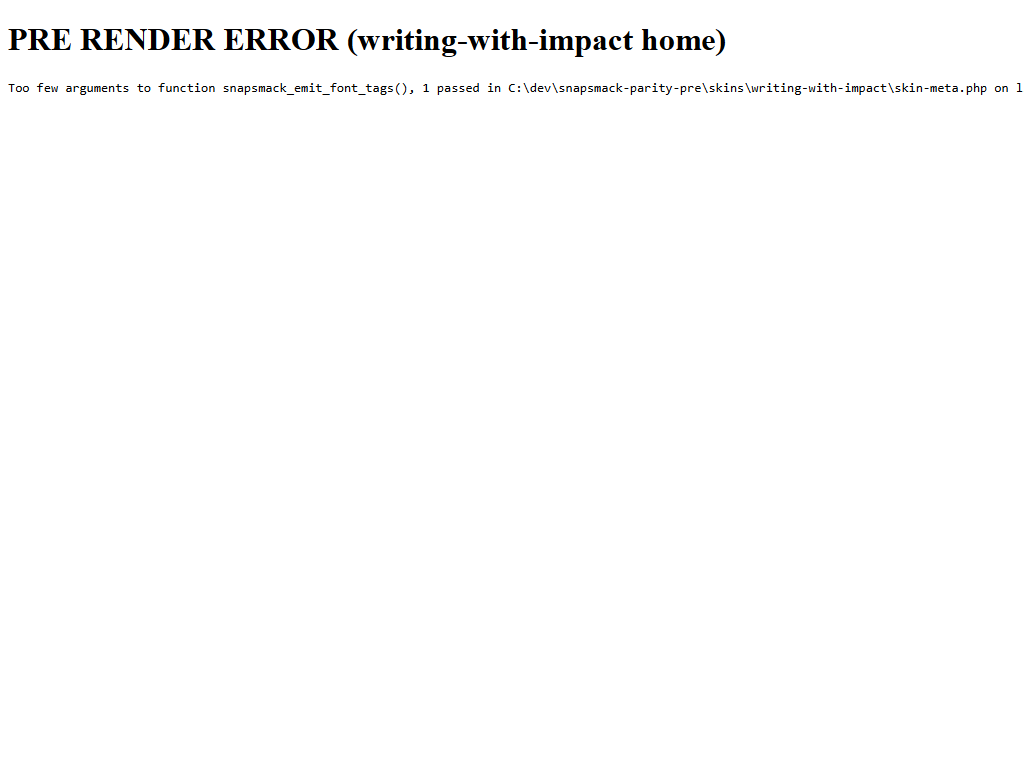 PRE RENDER ERROR (writing-with-impact home)
Too few arguments to function snapsmack_emit_font_tags(), 1 passed in C:\dev\snapsmack-parity-pre\skins\writing-with-impact\skin-meta.php on l